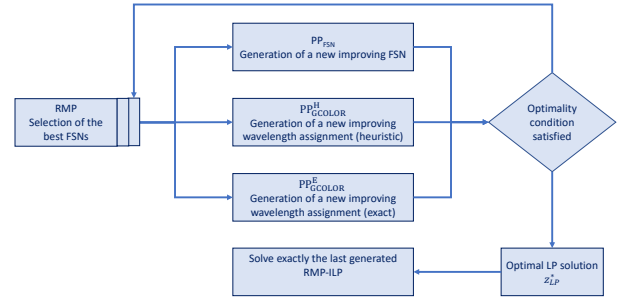 PP_FSN
Generation of a new improving FSN
RMP
Selection of the
best FSNs
PP^H_GCOLOR
Generation of a new improving
wavelength assignment (heuristic)
Optimality
condition
satisfied
PP^E_GCOLOR
Generation of a new improving
wavelength assignment (exact)
Solve exactly the last generated
RMP-ILP
Optimal LP solution
z^*_LP